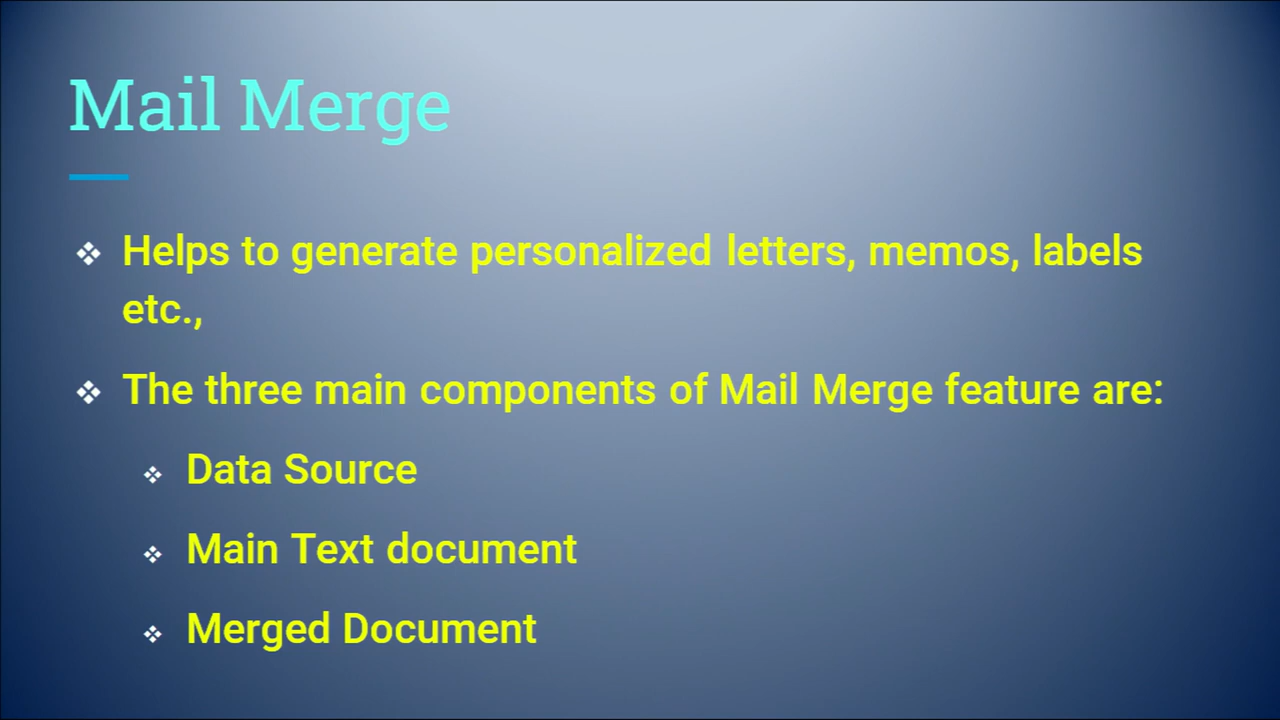 Mail Merge
❖ Helps to generate personalized letters, memos, labels
etc.,
❖ The three main components of Mail Merge feature are:
❖ Data Source
❖ Main Text document
❖ Merged Document